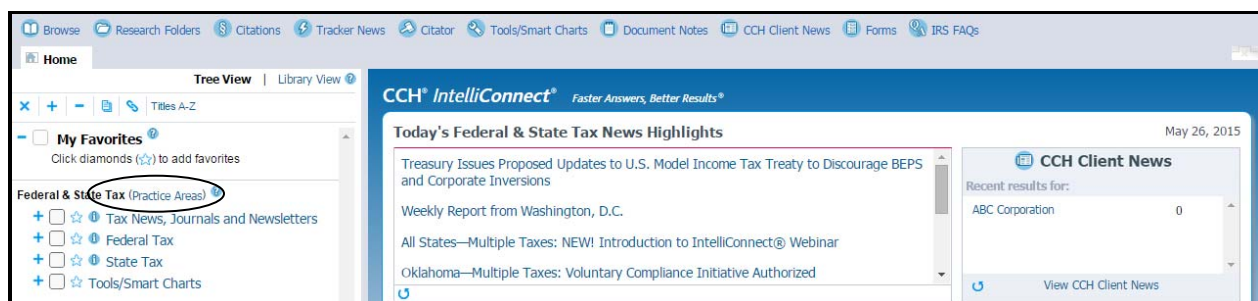 Browse Research Folders Citations Tracker News Citator Tools/Smart Charts Document Notes CCH Client News Forms IRS FAQs
Home
Tree View | Library View
Titles A-Z
My Favorites
Click diamonds (☆) to add favorites
Federal & State Tax (Practice Areas)
Tax News, Journals and Newsletters
Federal Tax
State Tax
Tools/Smart Charts
CCH® IntelliConnect® Faster Answers, Better Results®
Today's Federal & State Tax News Highlights
May 26, 2015
Treasury Issues Proposed Updates to U.S. Model Income Tax Treaty to Discourage BEPS
and Corporate Inversions
Weekly Report from Washington, D.C.
All States—Multiple Taxes: NEW! Introduction to IntelliConnect® Webinar
Oklahoma—Multiple Taxes: Voluntary Compliance Initiative Authorized
CCH Client News
Recent results for:
ABC Corporation 0
View CCH Client News